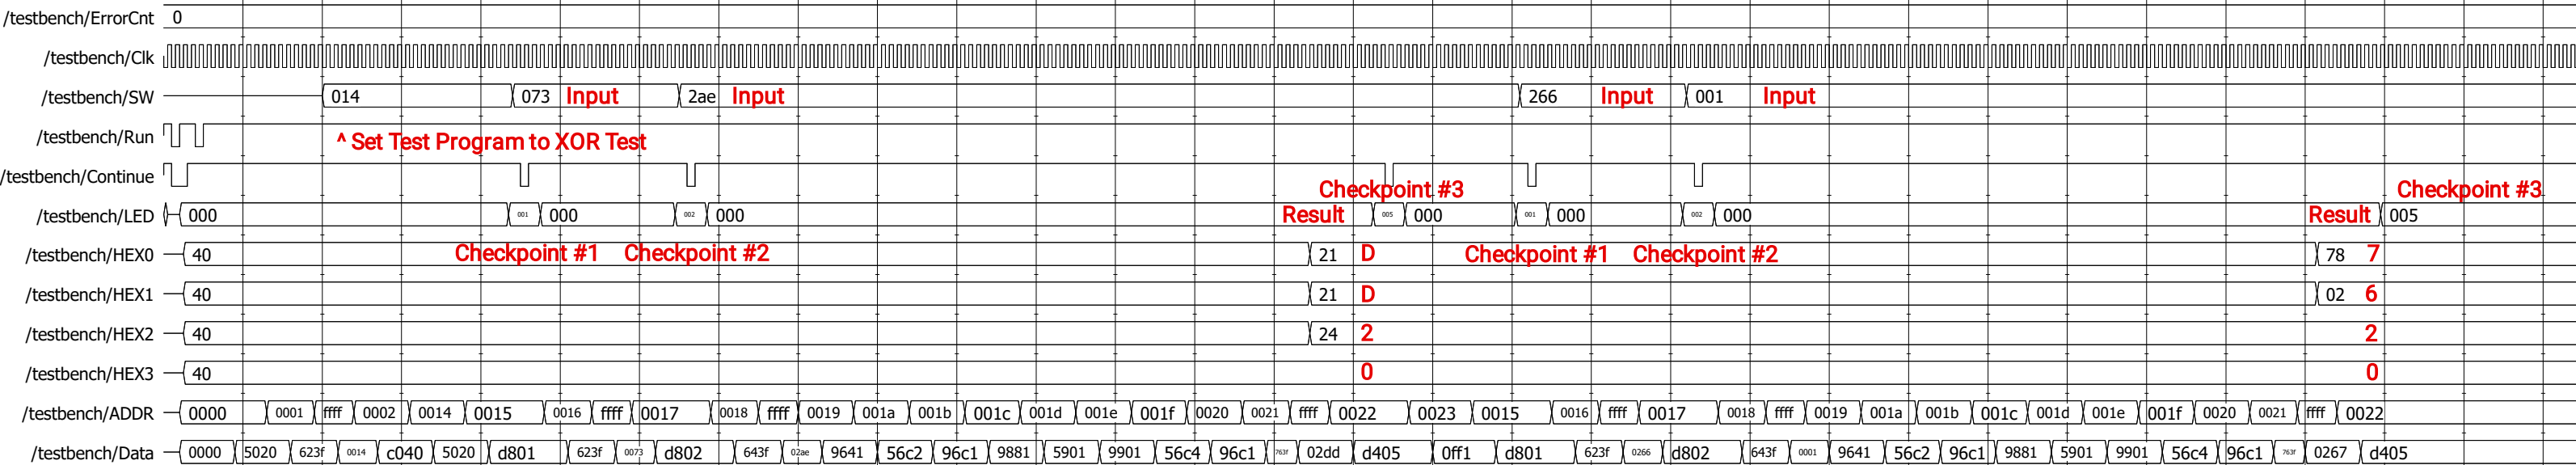 /testbench/ErrorCnt 0
/testbench/Clk
/testbench/SW 014 073 Input 2ae Input 266 Input 001 Input
/testbench/Run ^ Set Test Program to XOR Test
/testbench/Continue
Checkpoint #3 Checkpoint #3
/testbench/LED 000 001 000 002 000 Result 005 000 001 000 002 000 Result 005
/testbench/HEX0 40 Checkpoint #1 Checkpoint #2 21 D Checkpoint #1 Checkpoint #2 78 7
/testbench/HEX1 40 21 D 02 6
/testbench/HEX2 40 24 2 2
/testbench/HEX3 40 0 0
/testbench/ADDR 0000 0001 ffff 0002 0014 0015 0016 ffff 0017 0018 ffff 0019 001a 001b 001c 001d 001e 001f 0020 0021 ffff 0022 0023 0015 0016 ffff 0017 0018 ffff 0019 001a 001b 001c 001d 001e 001f 0020 0021 ffff 0022
/testbench/Data 0000 5020 623f 0014 c040 5020 d801 623f 0073 d802 643f 02ae 9641 56c2 96c1 9881 5901 9901 56c4 96c1 763f 02dd d405 0ff1 d801 623f 0266 d802 643f 0001 9641 56c2 96c1 9881 5901 9901 56c4 96c1 763f 0267 d405